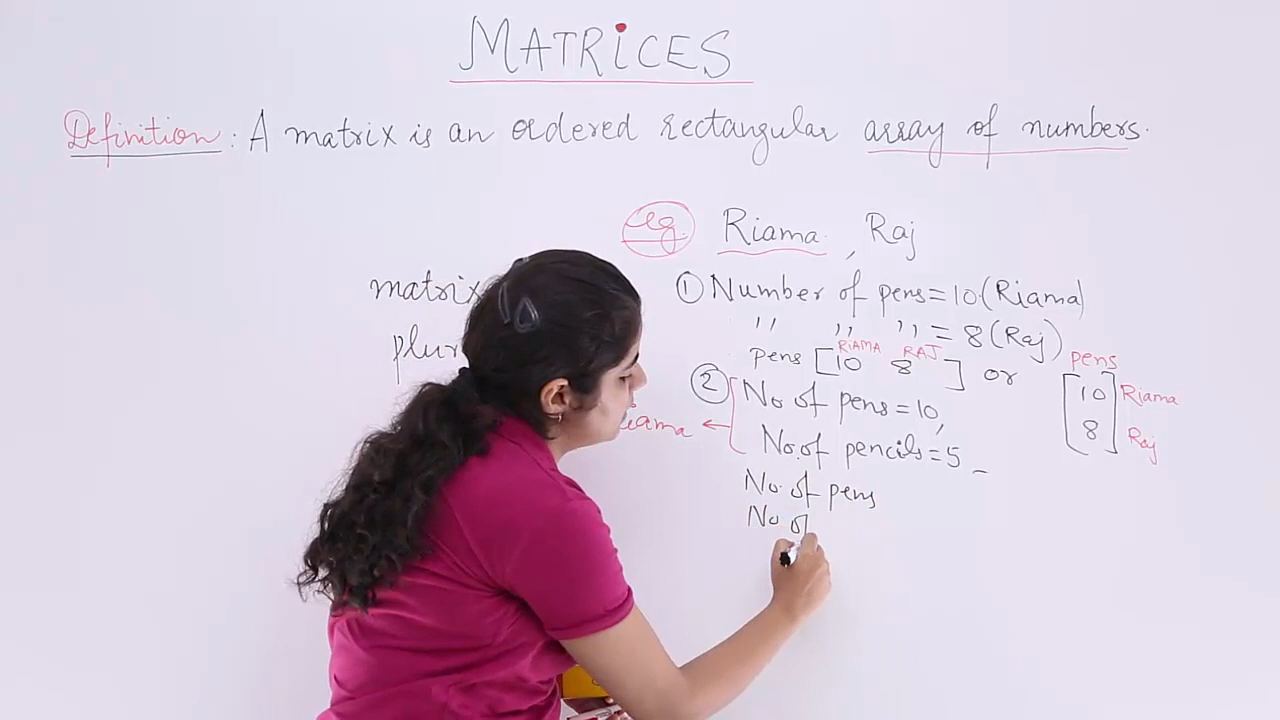 MATRICES
Definition: A matrix is an ordered rectangular array of numbers.
eg. Riama, Raj
matrix
① Number of pens = 10 (Riama)
" " " = 8 (Raj)
pens [10 8] or
RIAMA RAJ
pens
[10 8]
Riama
Raj
② No of pens = 10,
No. of pencils = 5
No. of pens
No of